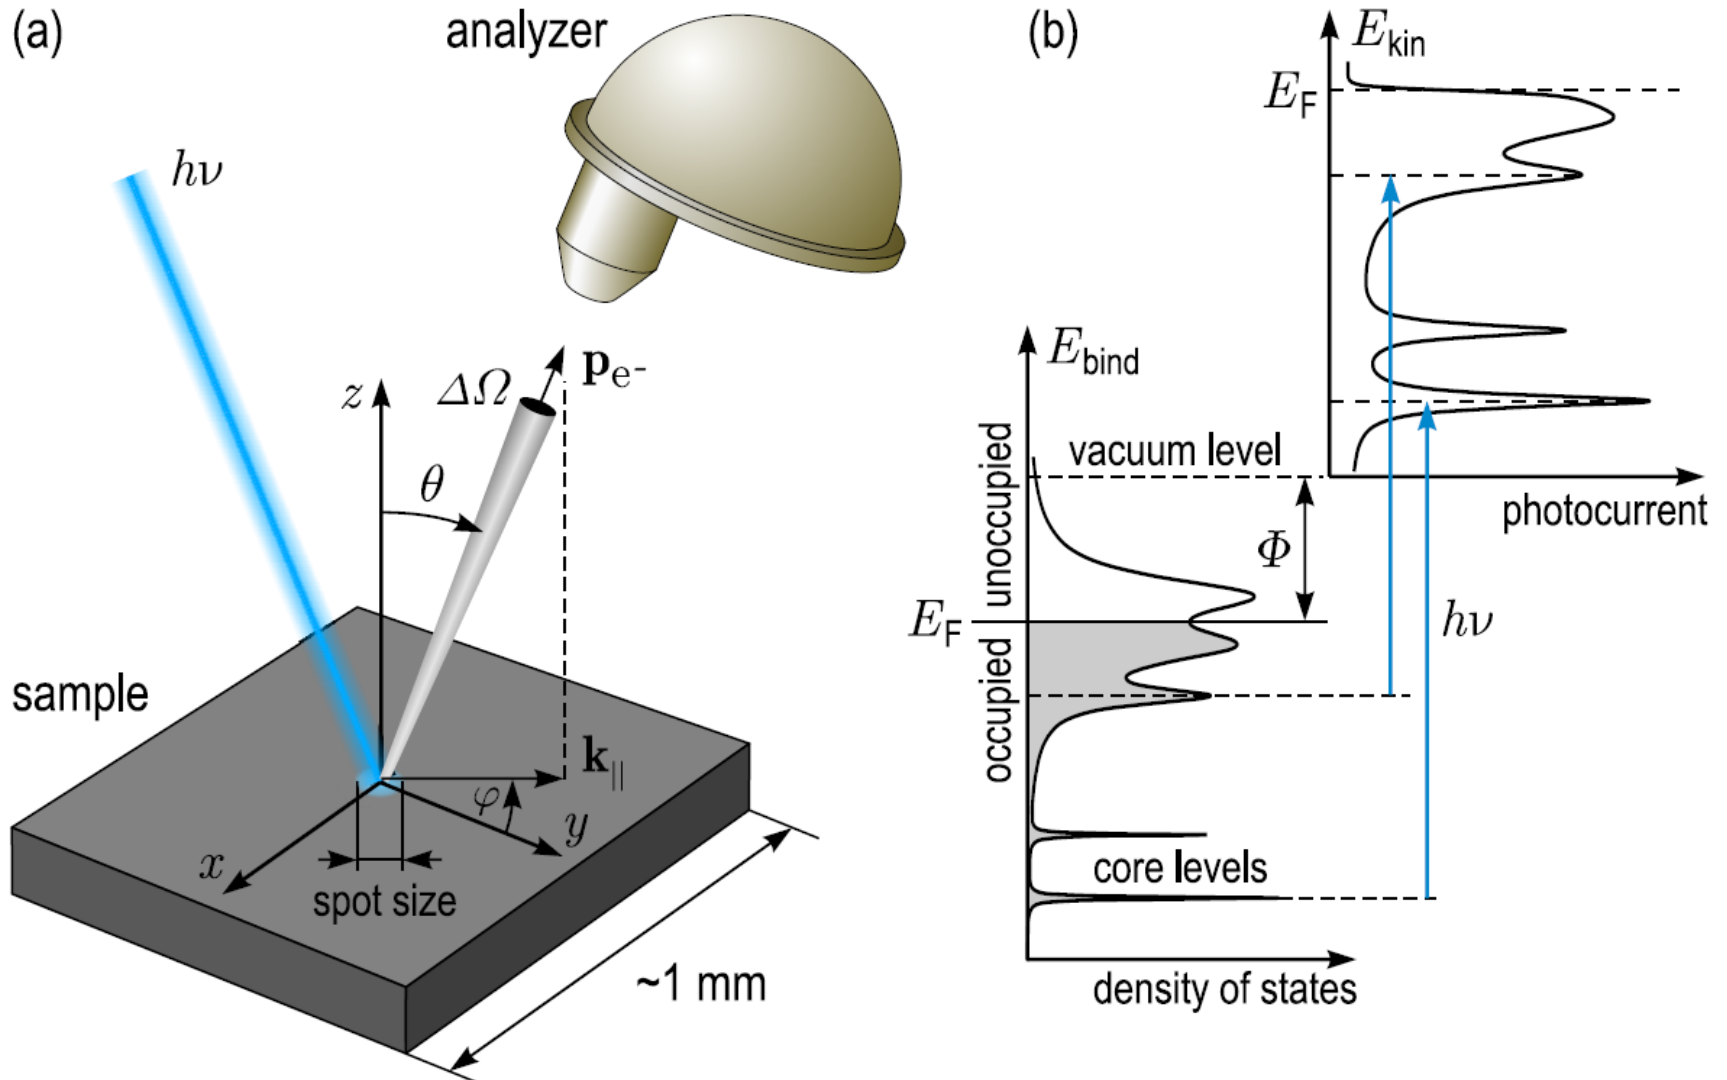 (a)
analyzer
hν
z
ΔΩ
p_e-
θ
sample
k_||
φ
y
x
spot size
~1 mm
(b)
E_kin
E_F
photocurrent
E_bind
vacuum level
unoccupied
Φ
E_F
hν
occupied
core levels
density of states